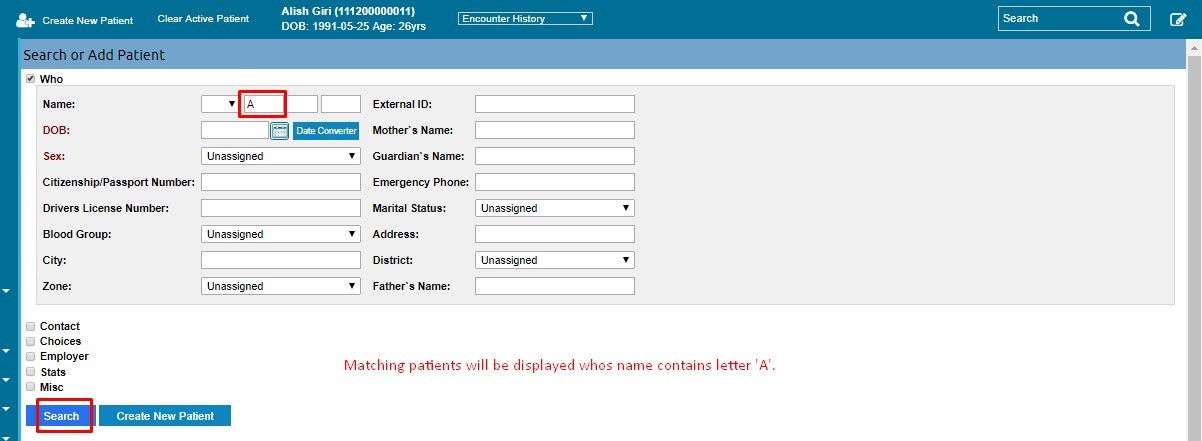 Create New Patient
Clear Active Patient
Alish Giri (111200000011)
DOB: 1991-05-25 Age: 26yrs
Encounter History
Search
Search or Add Patient
Who
Name: A External ID:
DOB: Date Converter Mother`s Name:
Sex: Unassigned Guardian`s Name:
Citizenship/Passport Number: Emergency Phone:
Drivers License Number: Marital Status: Unassigned
Blood Group: Unassigned Address:
City: District: Unassigned
Zone: Unassigned Father`s Name:
Contact
Choices
Employer
Stats
Misc
Matching patients will be displayed whos name contains letter 'A'.
Search Create New Patient